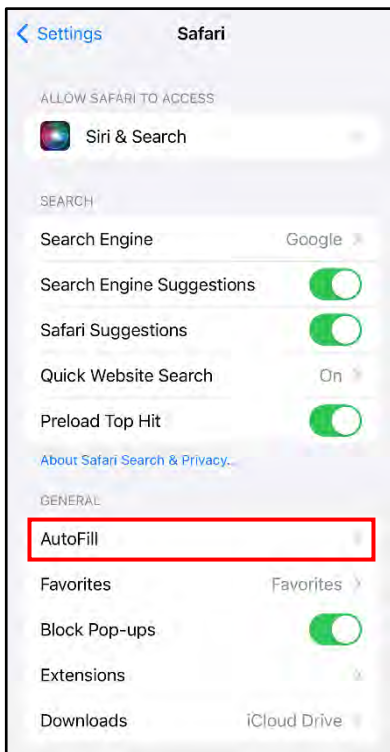 Settings
Safari
ALLOW SAFARI TO ACCESS
Siri & Search
SEARCH
Search Engine Google
Search Engine Suggestions
Safari Suggestions
Quick Website Search On
Preload Top Hit
About Safari Search & Privacy...
GENERAL
AutoFill
Favorites Favorites
Block Pop-ups
Extensions
Downloads iCloud Drive